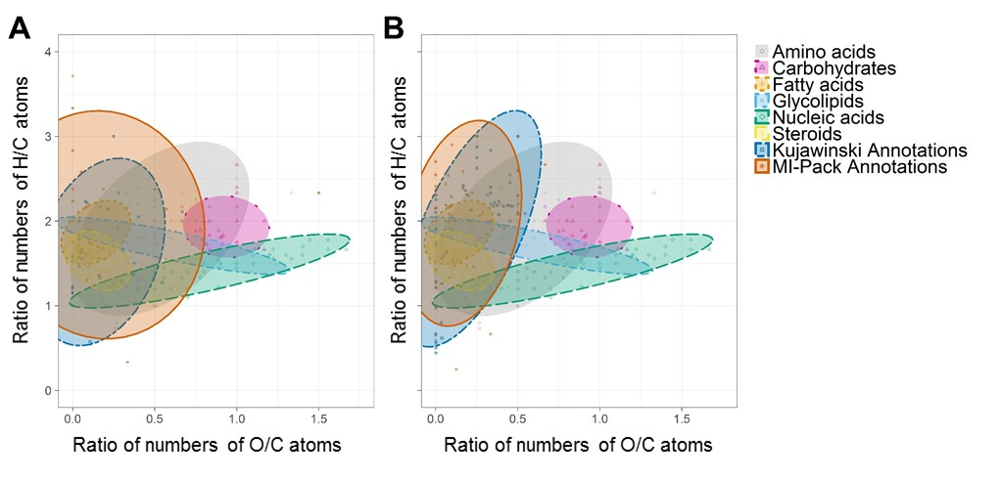 A
B
Ratio of numbers of H/C atoms
4
3
2
1
0
0.0 0.5 1.0 1.5
Ratio of numbers of O/C atoms
Ratio of numbers of H/C atoms
0.0 0.5 1.0 1.5
Ratio of numbers of O/C atoms
Amino acids
Carbohydrates
Fatty acids
Glycolipids
Nucleic acids
Steroids
Kujawinski Annotations
MI-Pack Annotations